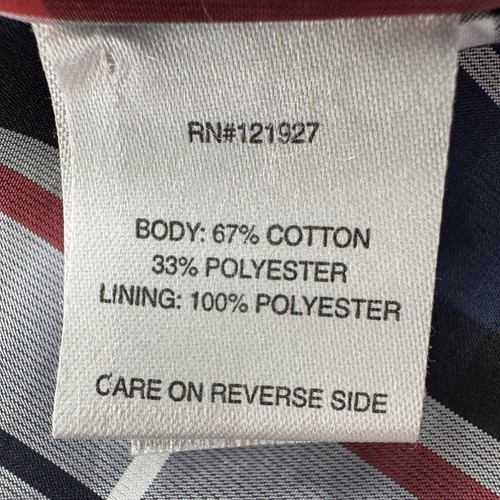 RN#121927
BODY: 67% COTTON
33% POLYESTER
LINING: 100% POLYESTER
CARE ON REVERSE SIDE